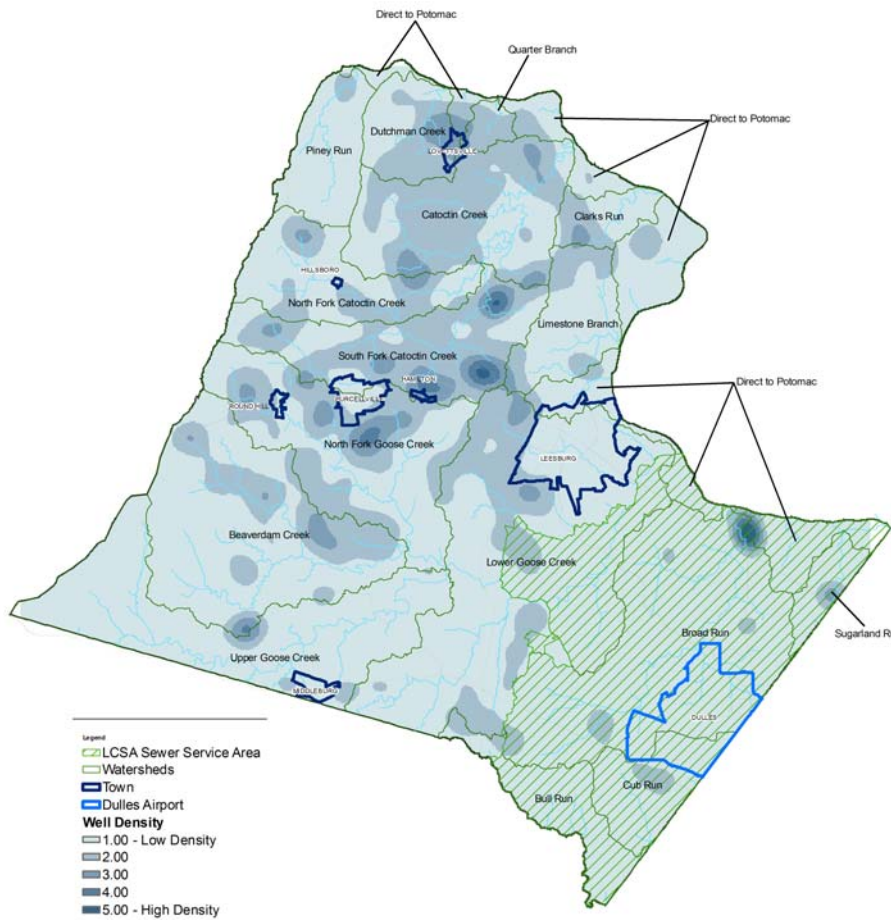 Direct to Potomac
Quarter Branch
Direct to Potomac
Dutchman Creek
LOVETTSVILLE
Piney Run
Catoctin Creek
Clarks Run
HILLSBORO
North Fork Catoctin Creek
Limestone Branch
South Fork Catoctin Creek
HAMILTON
Direct to Potomac
ROUND HILL
PURCELLVILLE
North Fork Goose Creek
LEESBURG
Beaverdam Creek
Lower Goose Creek
Broad Run
Sugarland R
Upper Goose Creek
MIDDLEBURG
DULLES
Cub Run
Bull Run
Legend
LCSA Sewer Service Area
Watersheds
Town
Dulles Airport
Well Density
1.00 - Low Density
2.00
3.00
4.00
5.00 - High Density